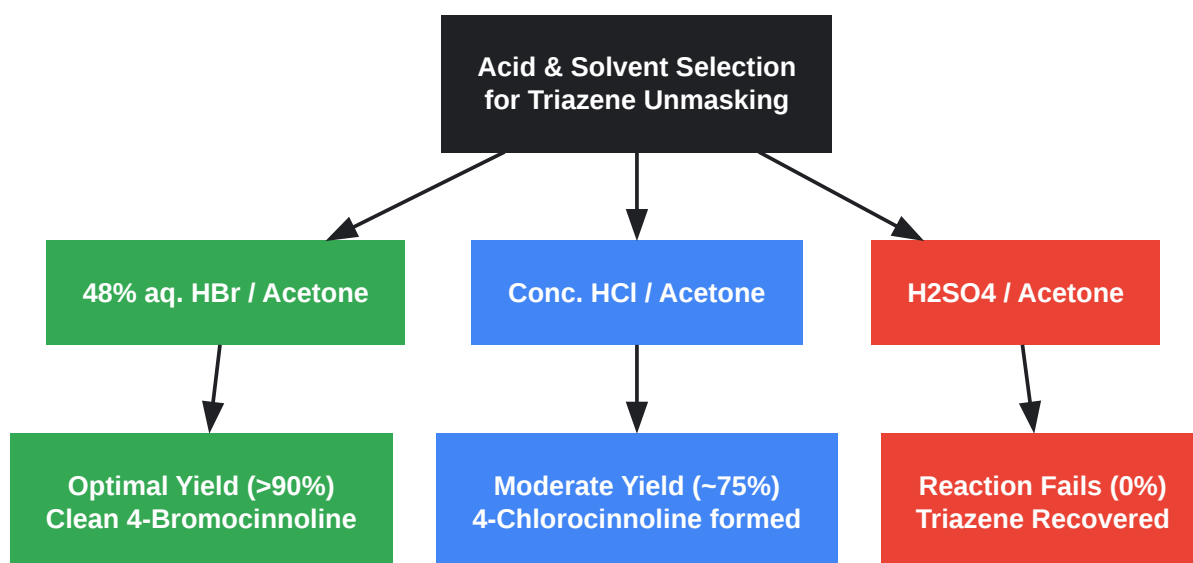 Acid & Solvent Selection
for Triazene Unmasking
48% aq. HBr / Acetone
Conc. HCl / Acetone
H2SO4 / Acetone
Optimal Yield (>90%)
Clean 4-Bromocinnoline
Moderate Yield (~75%)
4-Chlorocinnoline formed
Reaction Fails (0%)
Triazene Recovered